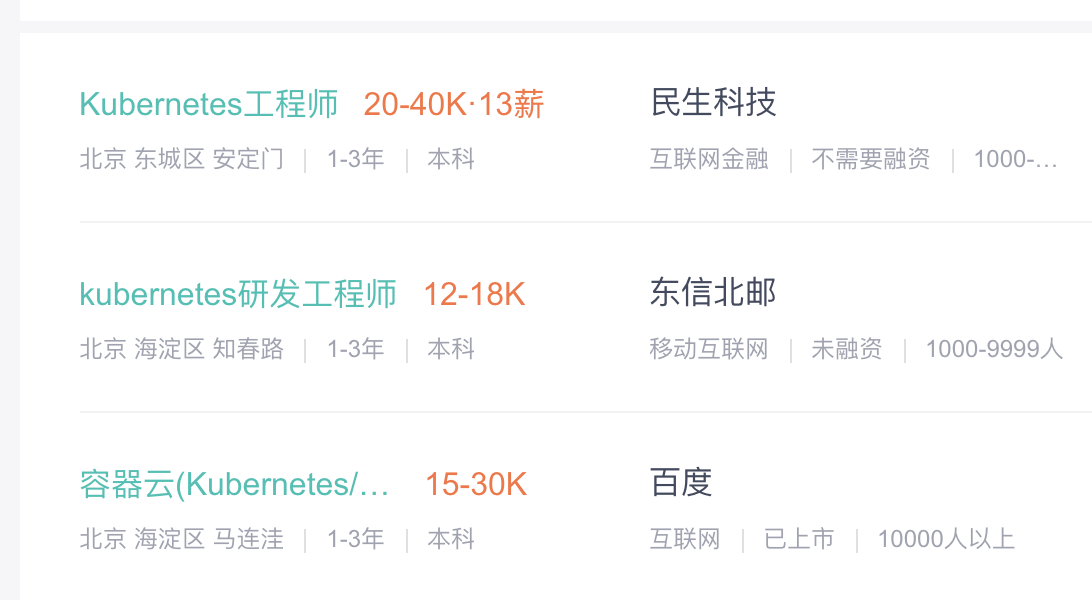 Kubernetes工程师 20-40K·13薪 民生科技
北京 东城区 安定门 | 1-3年 | 本科 互联网金融 | 不需要融资 | 1000-...
kubernetes研发工程师 12-18K 东信北邮
北京 海淀区 知春路 | 1-3年 | 本科 移动互联网 | 未融资 | 1000-9999人
容器云(Kubernetes/... 15-30K 百度
北京 海淀区 马连洼 | 1-3年 | 本科 互联网 | 已上市 | 10000人以上